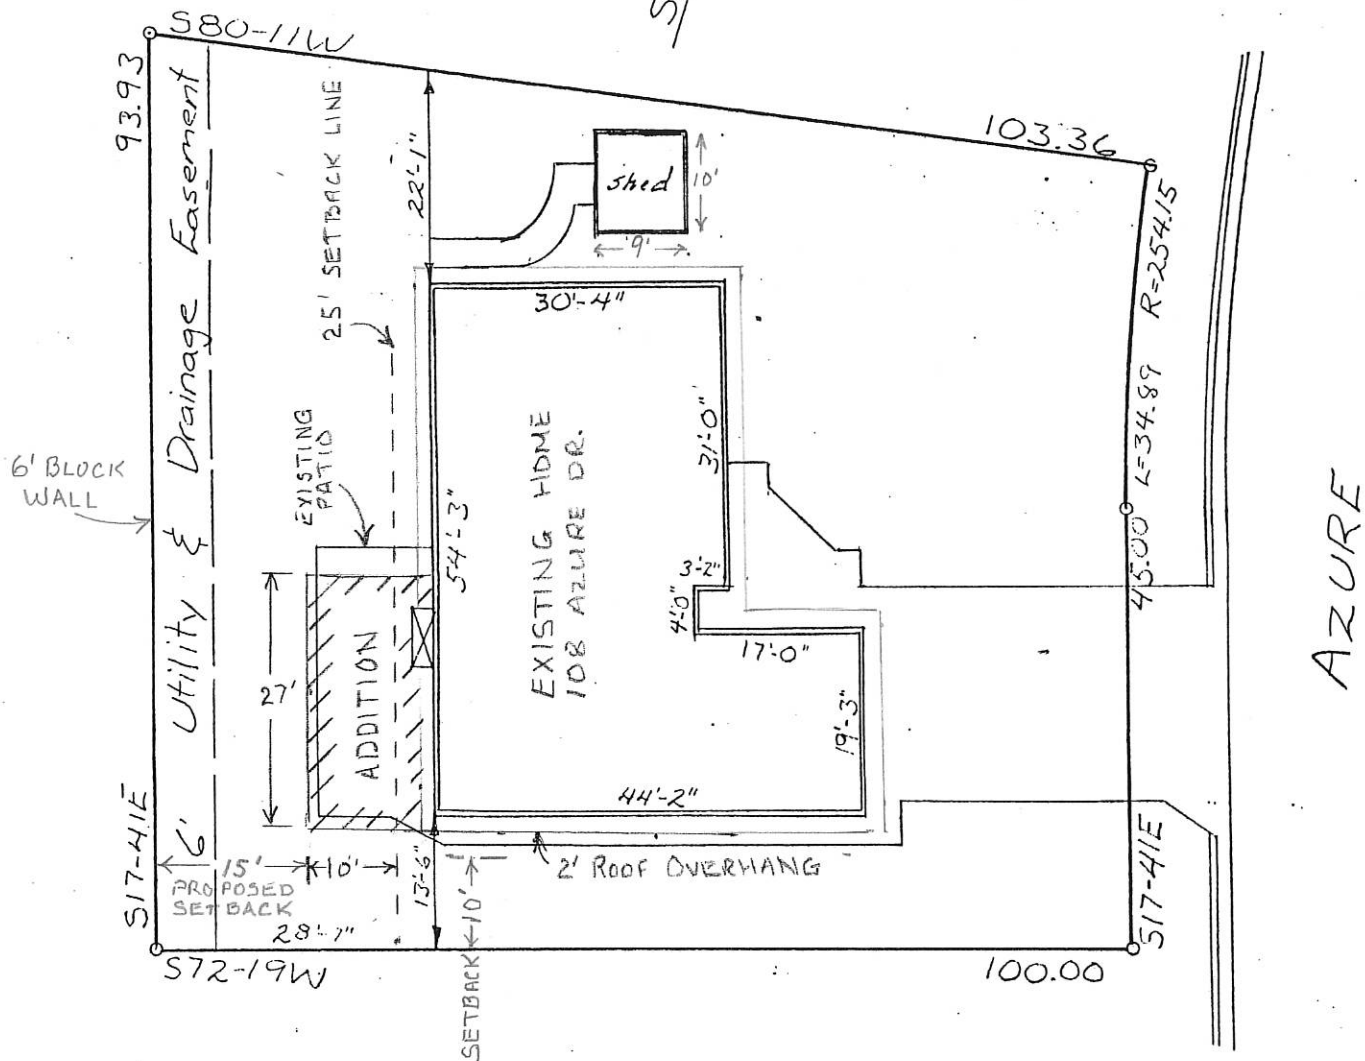 S80-11W
93.93
103.36
R=254.15
L=34.89
45.00
S17-41E
100.00
S72-19W
S17-41E
6' Utility & Drainage Easement
6' BLOCK
WALL
25' SETBACK LINE
22'-1"
shed
10'
9'
30'-4"
31'-0"
3'-2"
4'-0"
17'-0"
19'-3"
44'-2"
54'-3"
EXISTING HOME
108 AZURE DR.
EXISTING
PATIO
ADDITION
27'
15'
PROPOSED
SETBACK
10'
28'-7"
13'-6"
SETBACK 10'
2' ROOF OVERHANG
AZURE